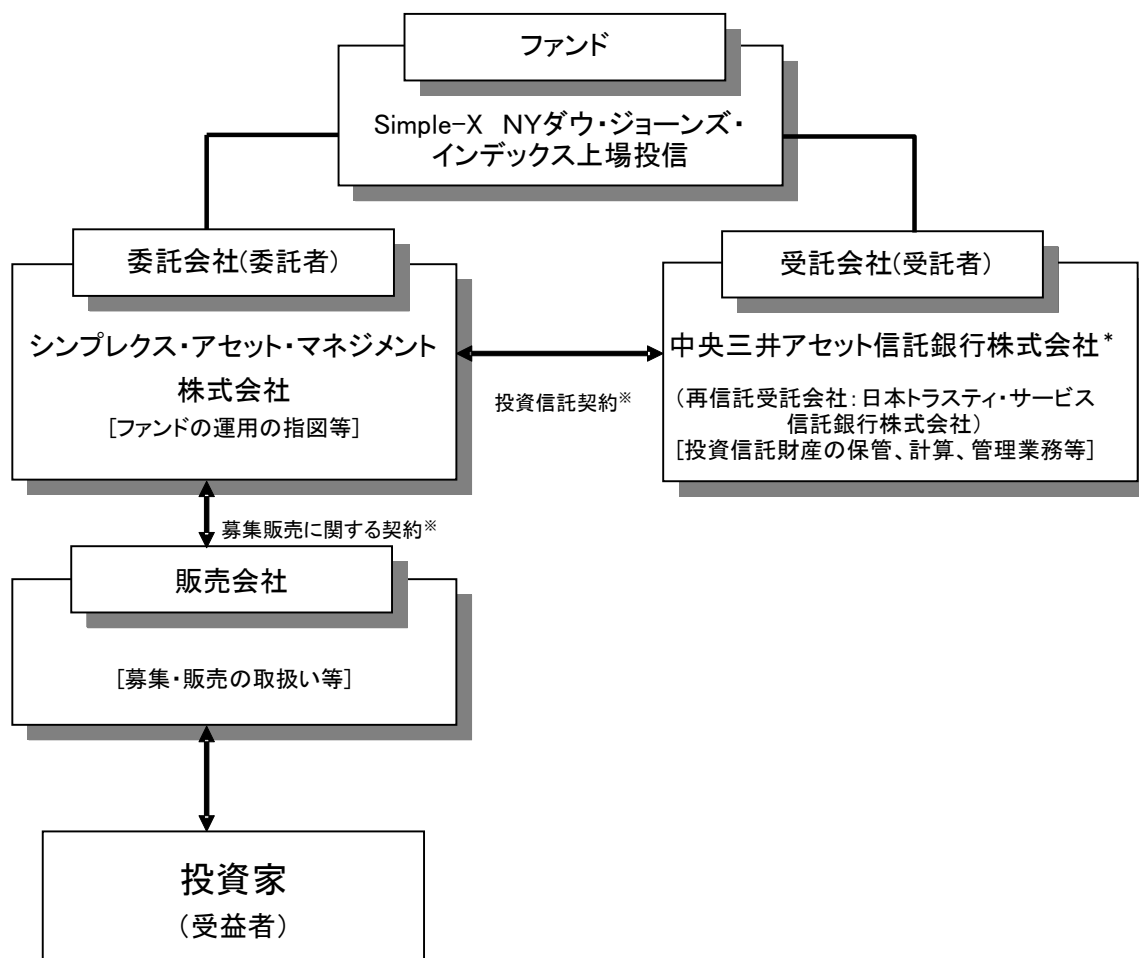 ファンド
Simple-X NYダウ・ジョーンズ・
インデックス上場投信
委託会社(委託者)
シンプレクス・アセット・マネジメント
株式会社
[ファンドの運用の指図等]
投資信託契約※
受託会社(受託者)
中央三井アセット信託銀行株式会社*
(再信託受託会社:日本トラスティ・サービス
信託銀行株式会社)
[投資信託財産の保管、計算、管理業務等]
募集販売に関する契約※
販売会社
[募集・販売の取扱い等]
投資家
(受益者)